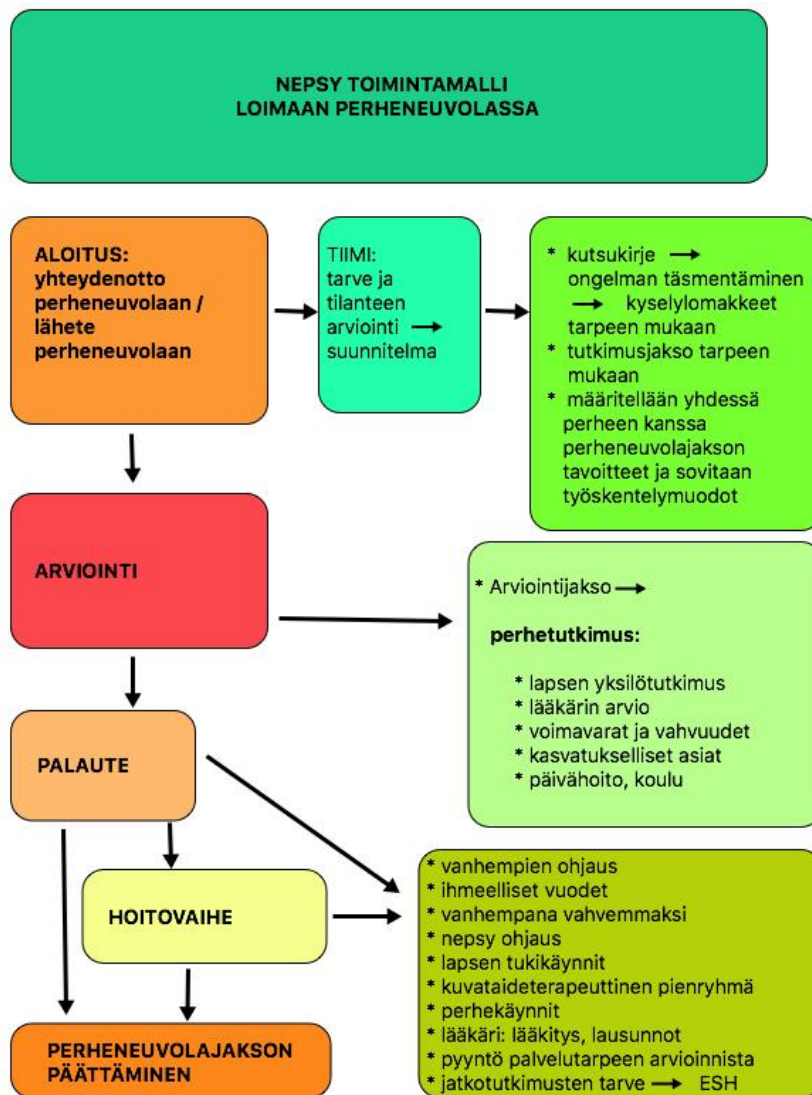 NEPSY TOIMINTAMALLI
LOIMAAN PERHENEUVOLASSA
ALOITUS:
yhteydenotto
perheneuvolaan /
lähete
perheneuvolaan
TIIMI:
tarve ja
tilanteen
arviointi →
suunnitelma
* kutsukirje →
ongelman täsmentäminen
→ kyselylomakkeet
tarpeen mukaan
* tutkimusjakso tarpeen
mukaan
* määritellään yhdessä
perheen kanssa
perheneuvolajakson
tavoitteet ja sovitaan
työskentelymuodot
ARVIOINTI
* Arviointijakso →
perhetutkimus:
* lapsen yksilötutkimus
* lääkärin arvio
* voimavarat ja vahvuudet
* kasvatukselliset asiat
* päivähoito, koulu
PALAUTE
HOITOVAIHE
* vanhempien ohjaus
* ihmeelliset vuodet
* vanhempana vahvemmaksi
* nepsy ohjaus
* lapsen tukikäynnit
* kuvataideterapeuttinen pienryhmä
* perhekäynnit
* lääkäri: lääkitys, lausunnot
* pyyntö palvelutarpeen arvioinnista
* jatkotutkimusten tarve → ESH
PERHENEUVOLAJAKSON
PÄÄTTÄMINEN